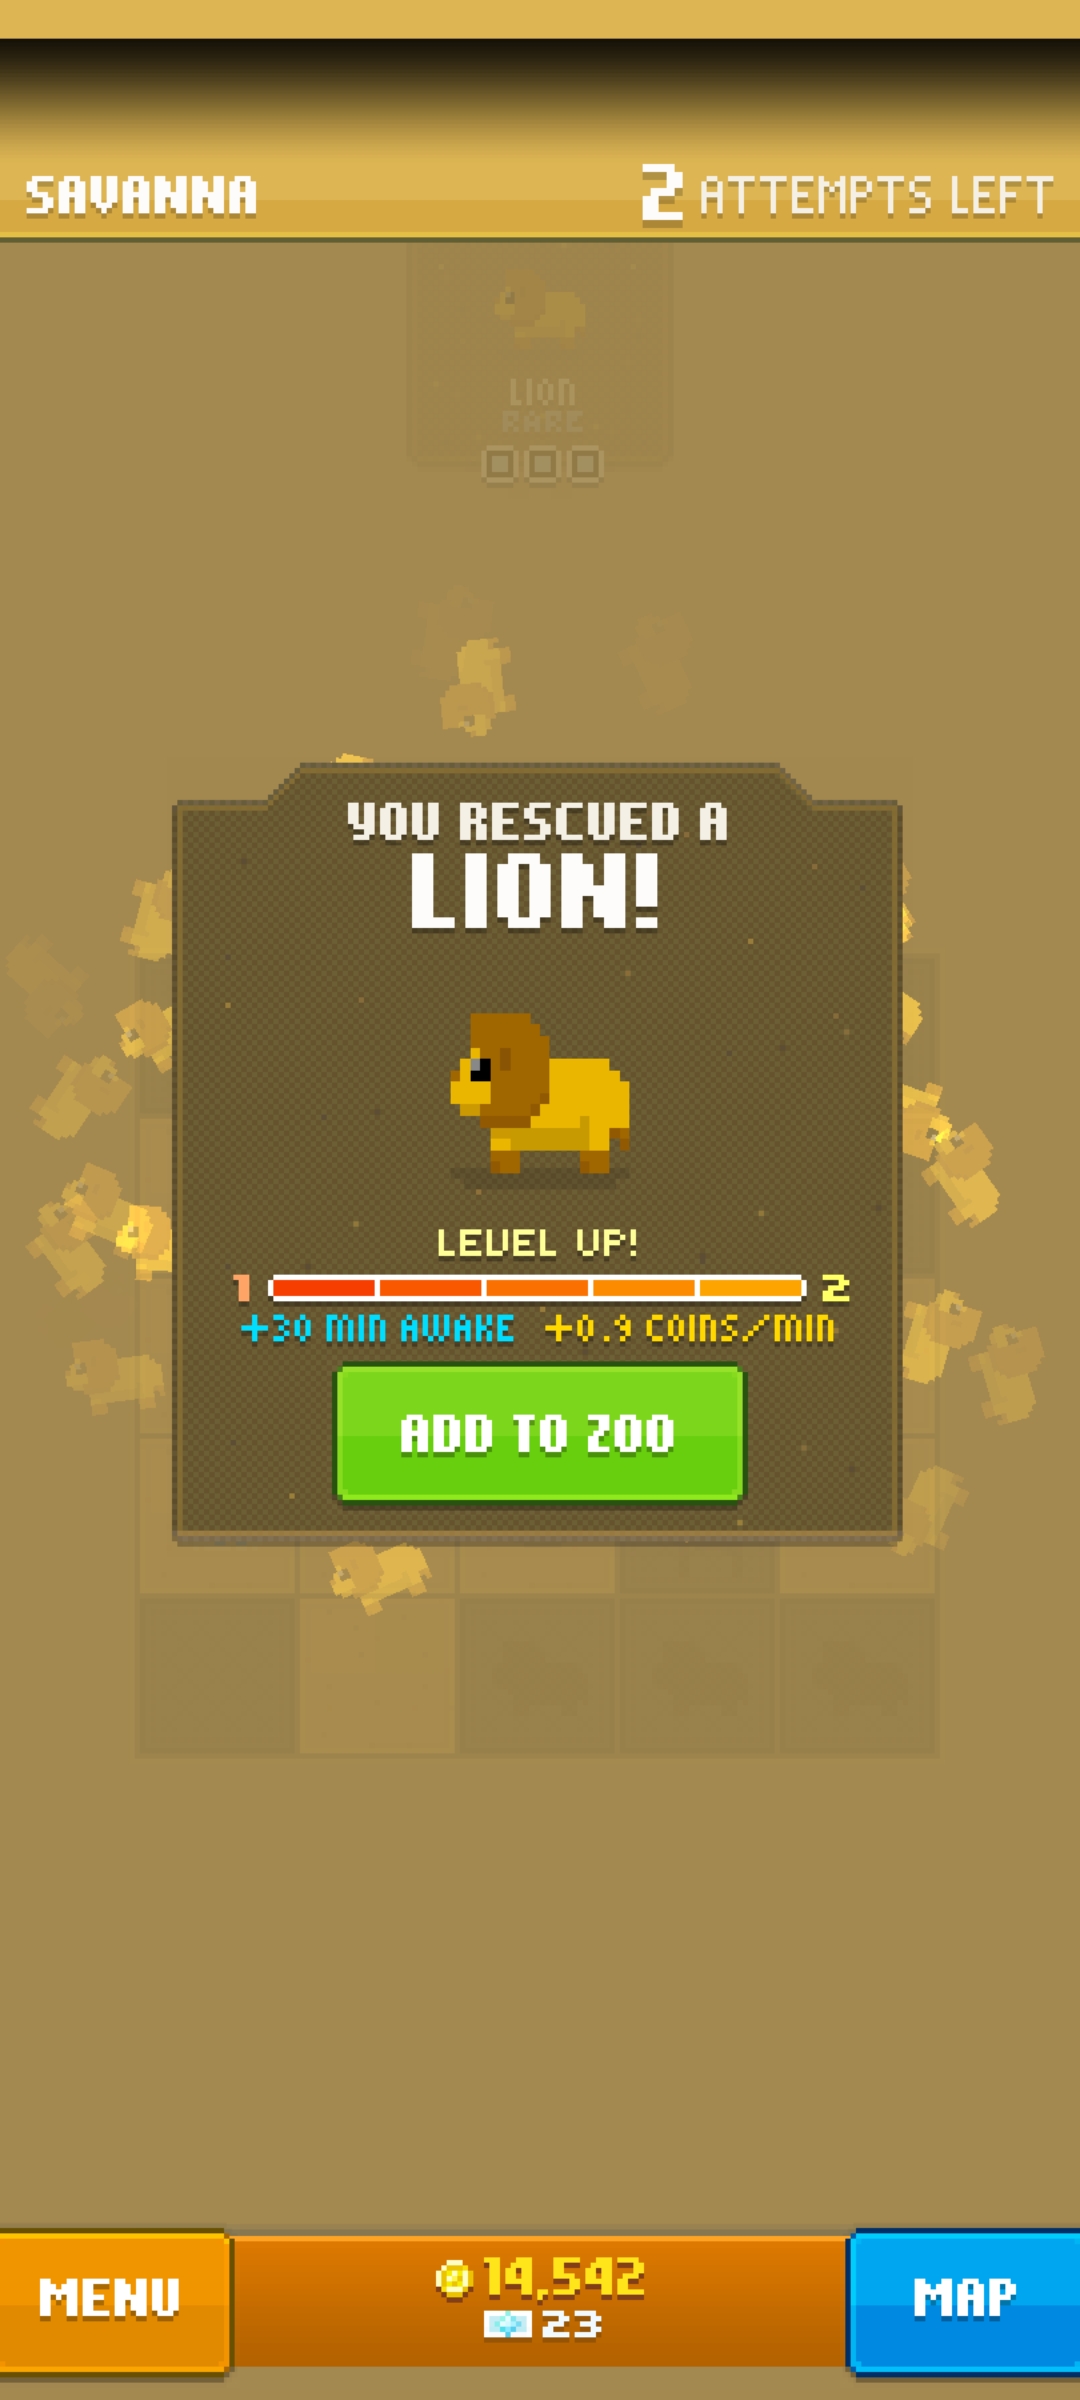 SAVANNA
2 ATTEMPTS LEFT
LION
RARE
YOU RESCUED A
LION!
LEVEL UP!
1 2
+30 MIN AWAKE +0.9 COINS/MIN
ADD TO ZOO
MENU
14,542
23
MAP